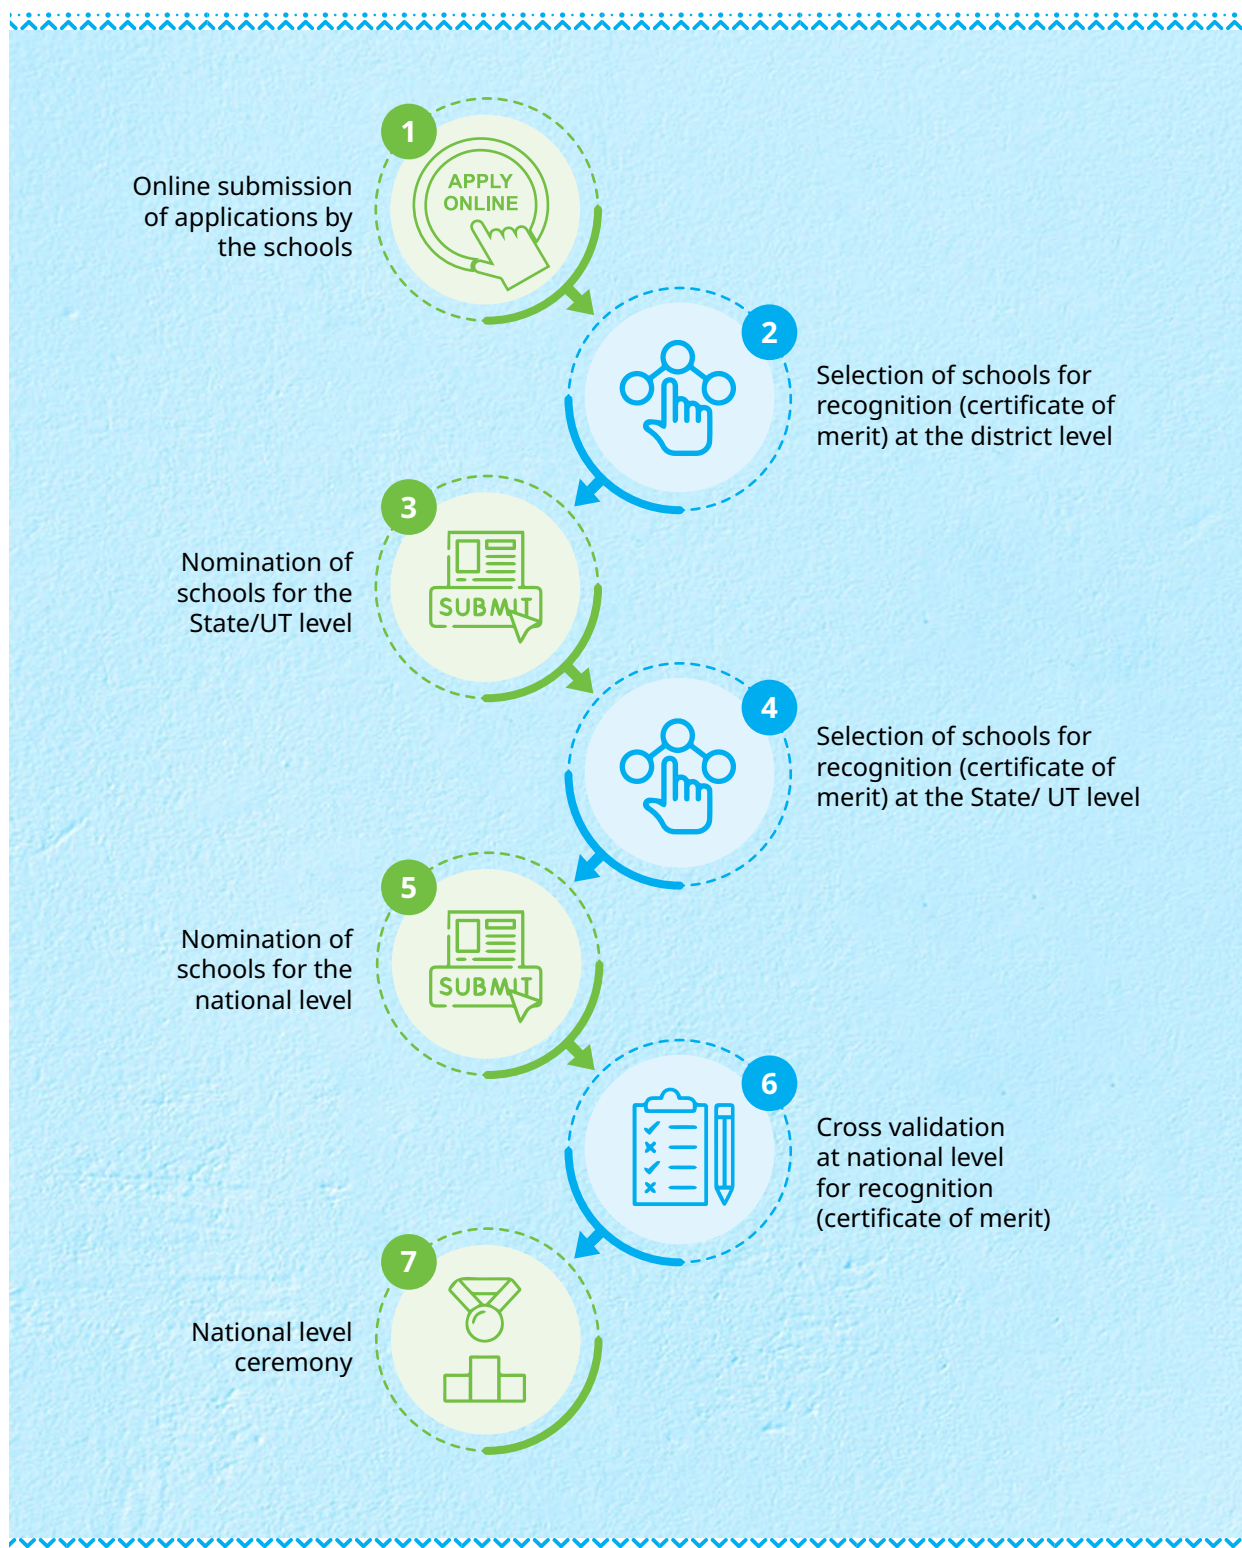 1
APPLY
ONLINE
Online submission
of applications by
the schools
2
Selection of schools for
recognition (certificate of
merit) at the district level
3
SUBMIT
Nomination of
schools for the
State/UT level
4
Selection of schools for
recognition (certificate of
merit) at the State/ UT level
5
SUBMIT
Nomination of
schools for the
national level
6
Cross validation
at national level
for recognition
(certificate of merit)
7
National level
ceremony